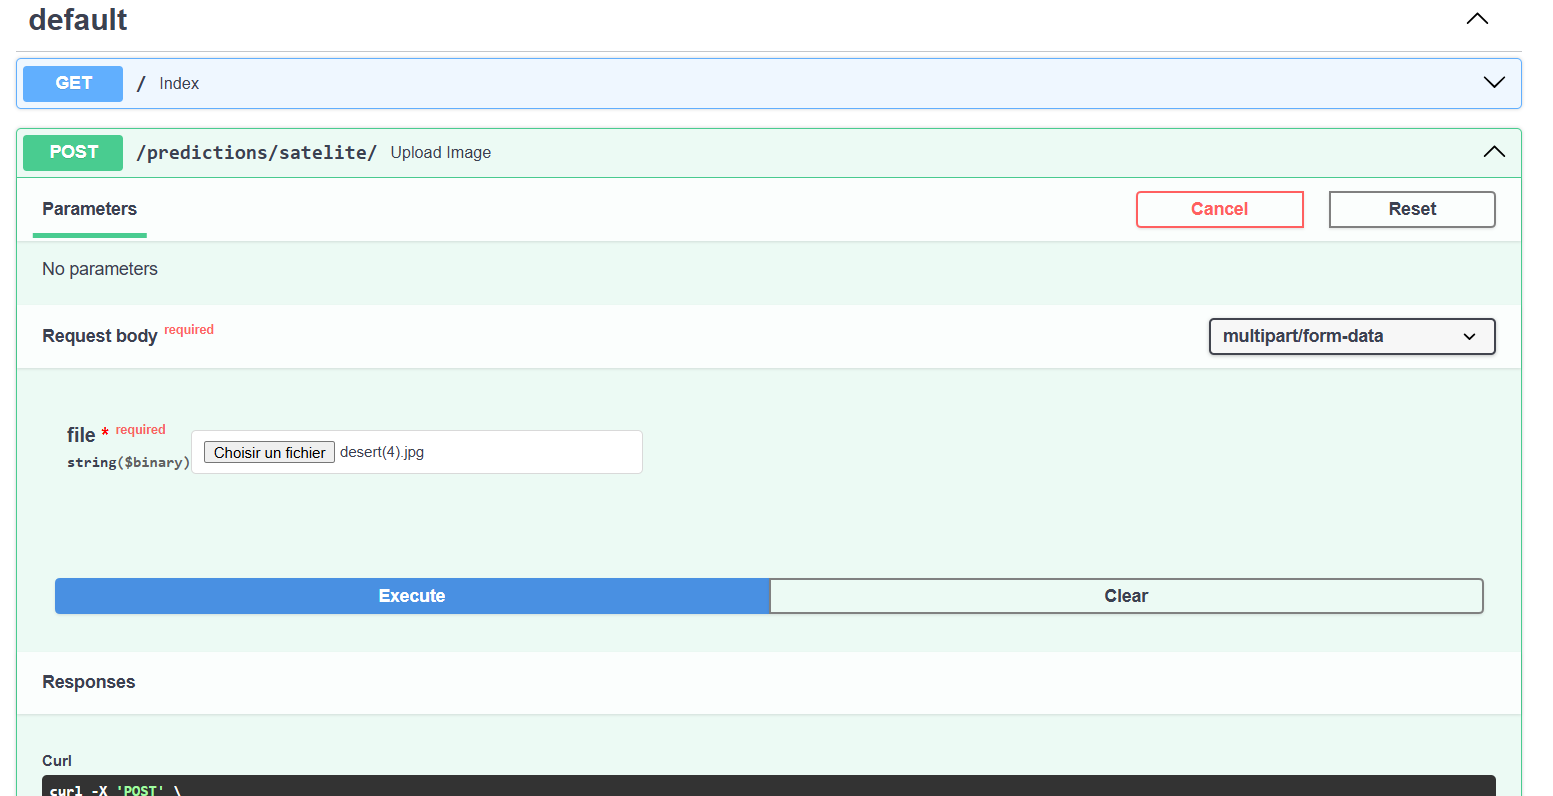 default
GET / Index
POST /predictions/satelite/ Upload Image
Parameters
Cancel
Reset
No parameters
Request body required
multipart/form-data
file * required
string($binary)
Choisir un fichier desert(4).jpg
Execute
Clear
Responses
Curl
curl -X 'POST' \